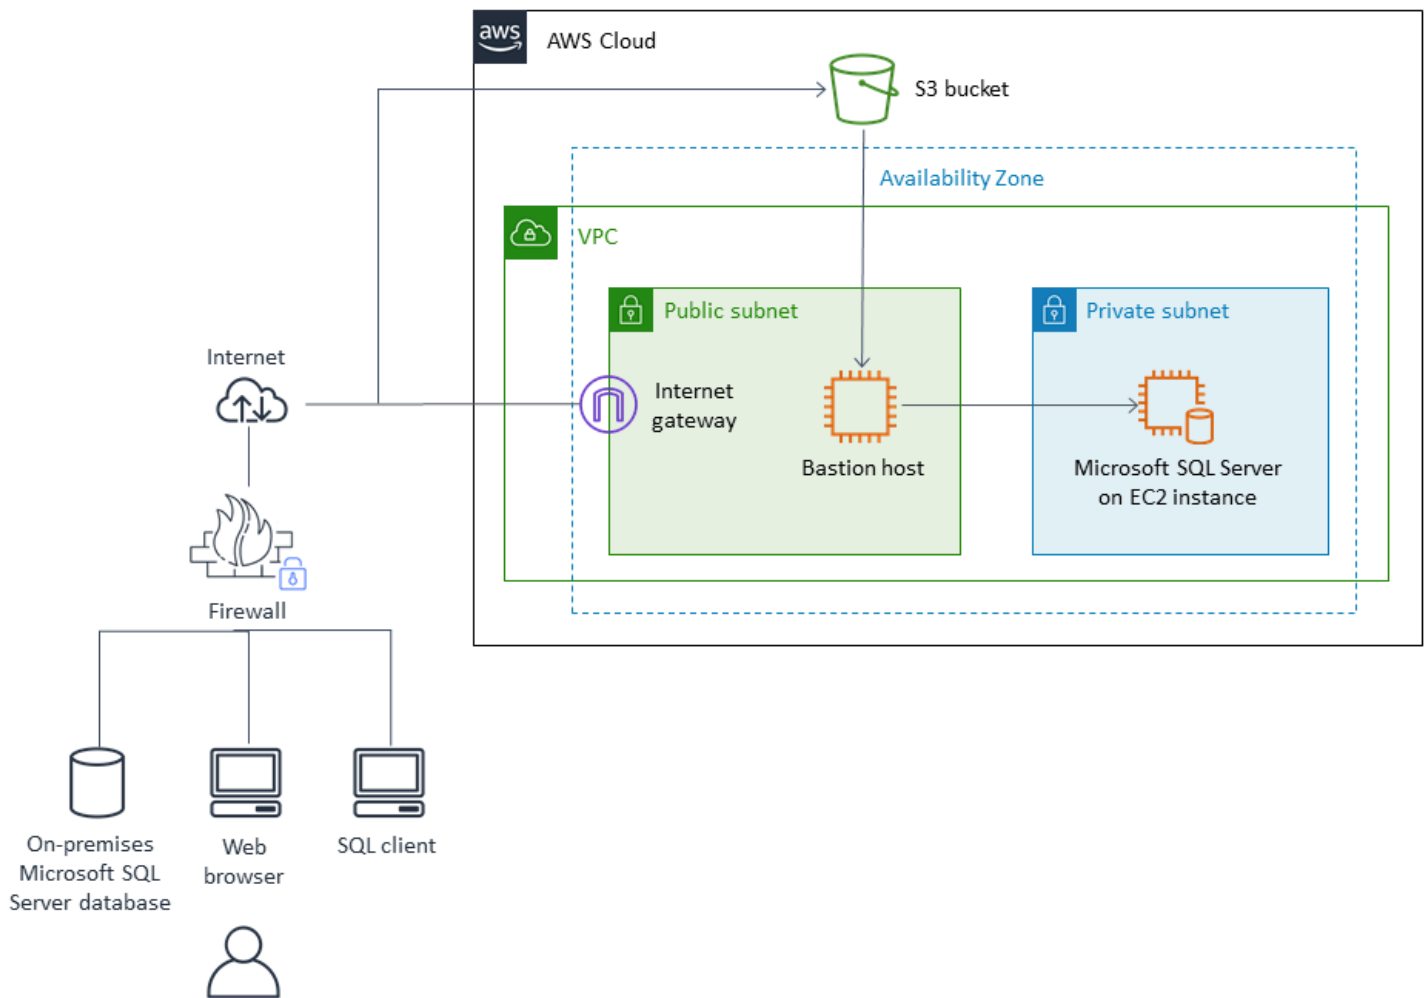 aws
AWS Cloud
S3 bucket
Availability Zone
VPC
Public subnet
Private subnet
Internet
Internet
gateway
Bastion host
Microsoft SQL Server
on EC2 instance
Firewall
On-premises
Microsoft SQL
Server database
Web
browser
SQL client